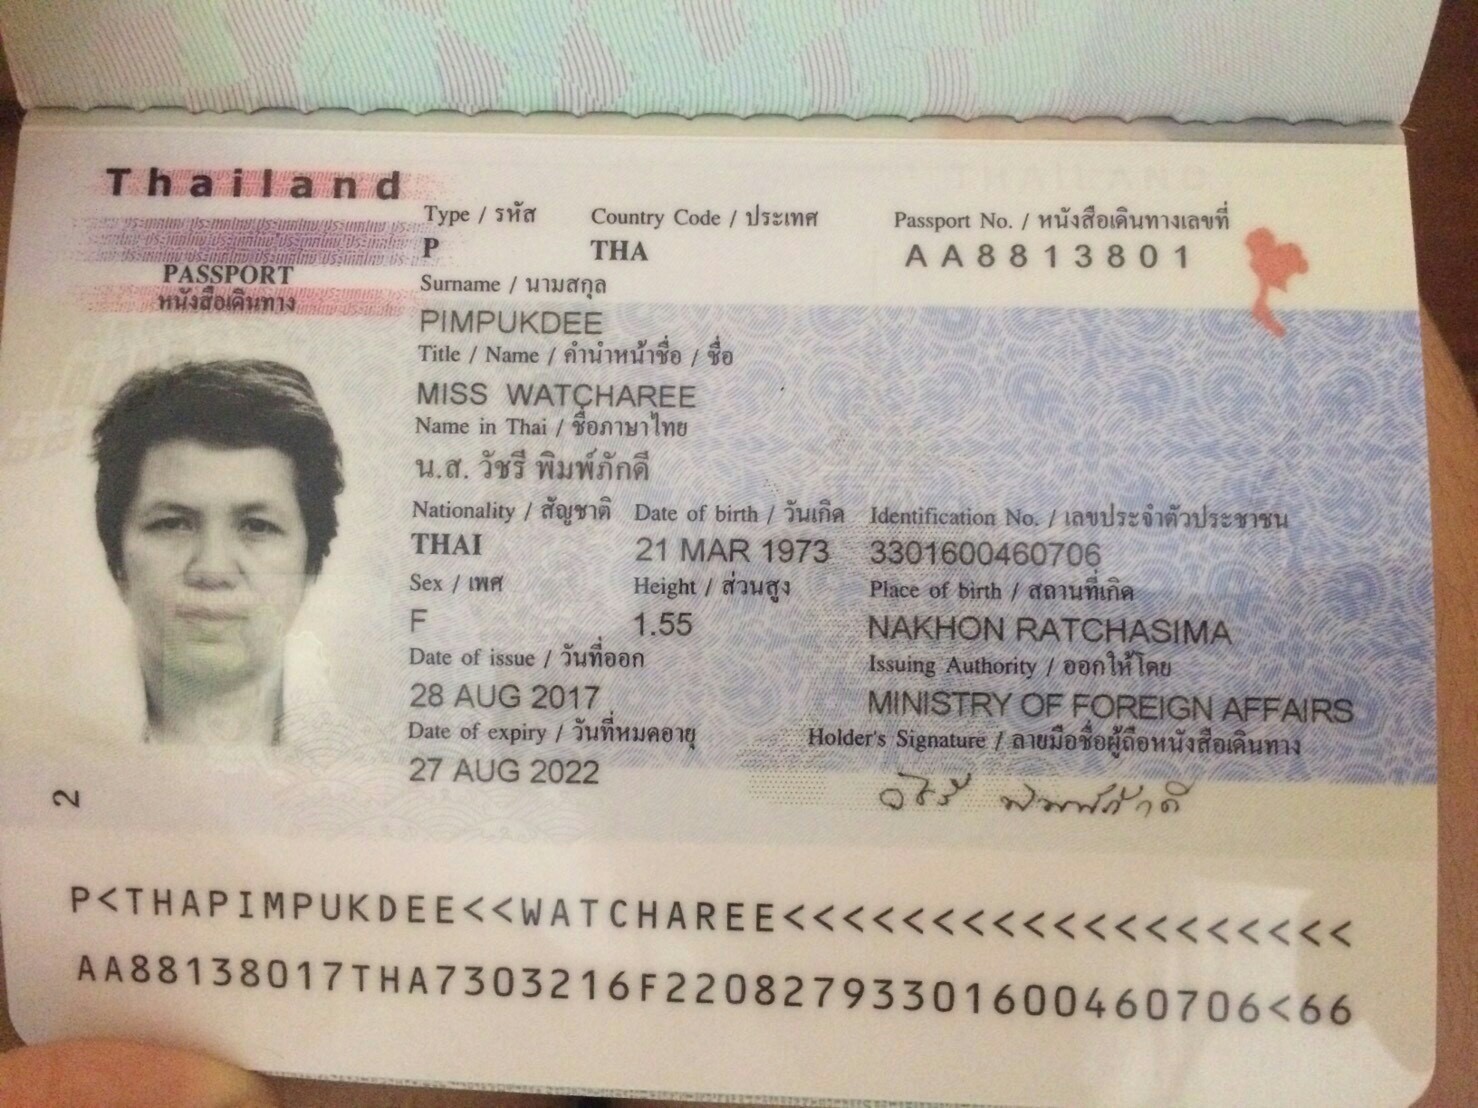 Thailand
PASSPORT
หนังสือเดินทาง
Type / รหัส Country Code / ประเทศ Passport No. / หนังสือเดินทางเลขที่
P THA AA8813801
Surname / นามสกุล
PIMPUKDEE
Title / Name / คำนำหน้าชื่อ / ชื่อ
MISS WATCHAREE
Name in Thai / ชื่อภาษาไทย
น.ส. วัชรี พิมพ์ภักดี
Nationality / สัญชาติ Date of birth / วันเกิด Identification No. / เลขประจำตัวประชาชน
THAI 21 MAR 1973 3301600460706
Sex / เพศ Height / ส่วนสูง Place of birth / สถานที่เกิด
F 1.55 NAKHON RATCHASIMA
Date of issue / วันที่ออก Issuing Authority / ออกให้โดย
28 AUG 2017 MINISTRY OF FOREIGN AFFAIRS
Date of expiry / วันที่หมดอายุ Holder's Signature / ลายมือชื่อผู้ถือหนังสือเดินทาง
27 AUG 2022 วัชรี พิมพ์ภักดี
2
P<THAPIMPUKDEE<<WATCHAREE<<<<<<<<<<<<<<<<<<<
AA88138017THA7303216F22082793301600460706<66